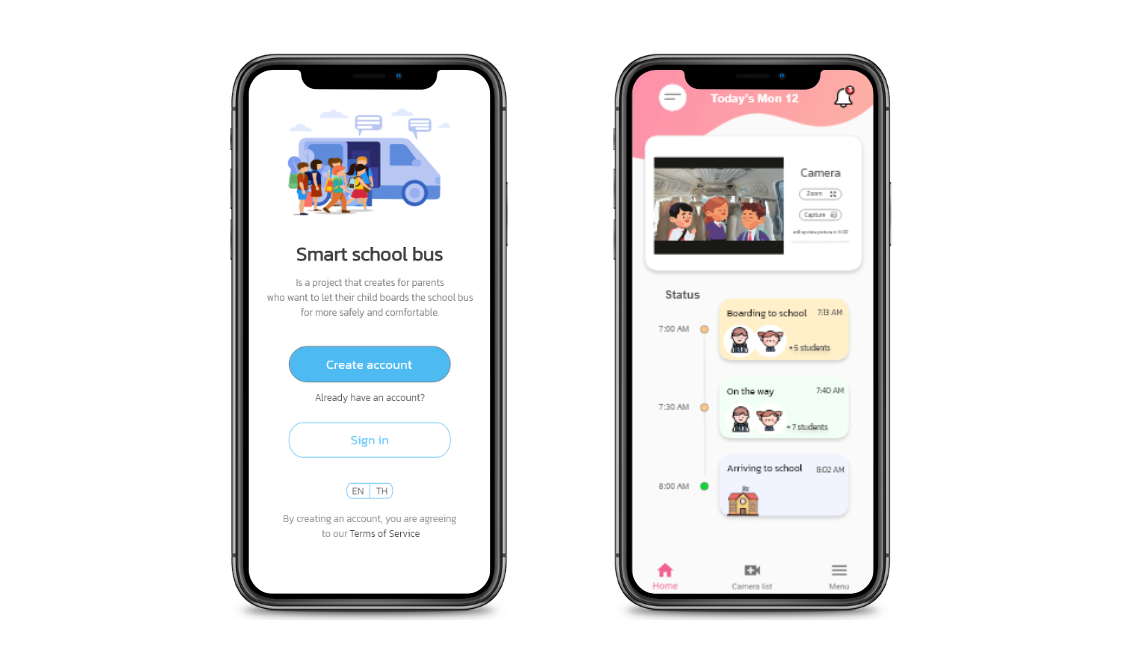 Smart school bus
Is a project that creates for parents
who want to let their child boards the school bus
for more safely and comfortable.
Create account
Already have an account?
Sign in
EN TH
By creating an account, you are agreeing
to our Terms of Service
Today's Mon 12
3
Camera
Zoom
Capture
Status
7:00 AM
Boarding to school 7:13 AM
+ 5 students
7:30 AM
On the way 7:40 AM
+ 7 students
8:00 AM
Arriving to school 8:02 AM
Home
Camera list
Menu